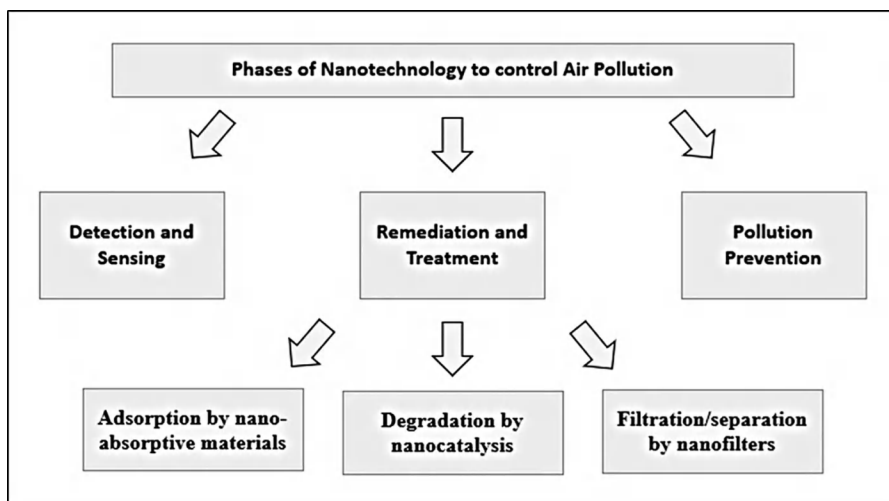 Phases of Nanotechnology to control Air Pollution
Detection and
Sensing
Remediation and
Treatment
Pollution
Prevention
Adsorption by nano-
absorptive materials
Degradation by
nanocatalysis
Filtration/separation
by nanofilters